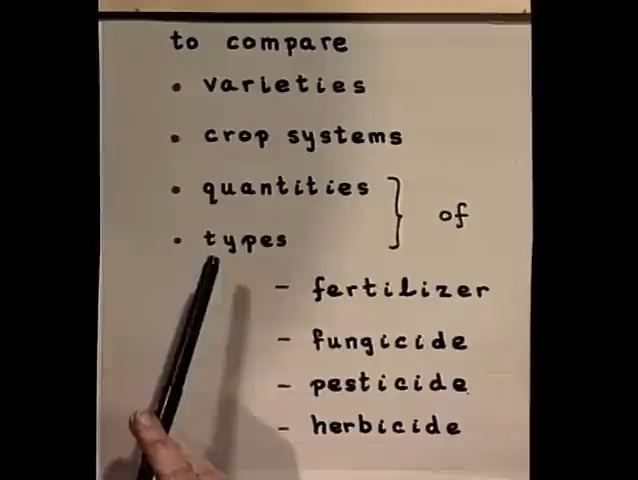 to compare
• varieties
• crop systems
• quantities } of
• types
- fertilizer
- fungicide
- pesticide
- herbicide